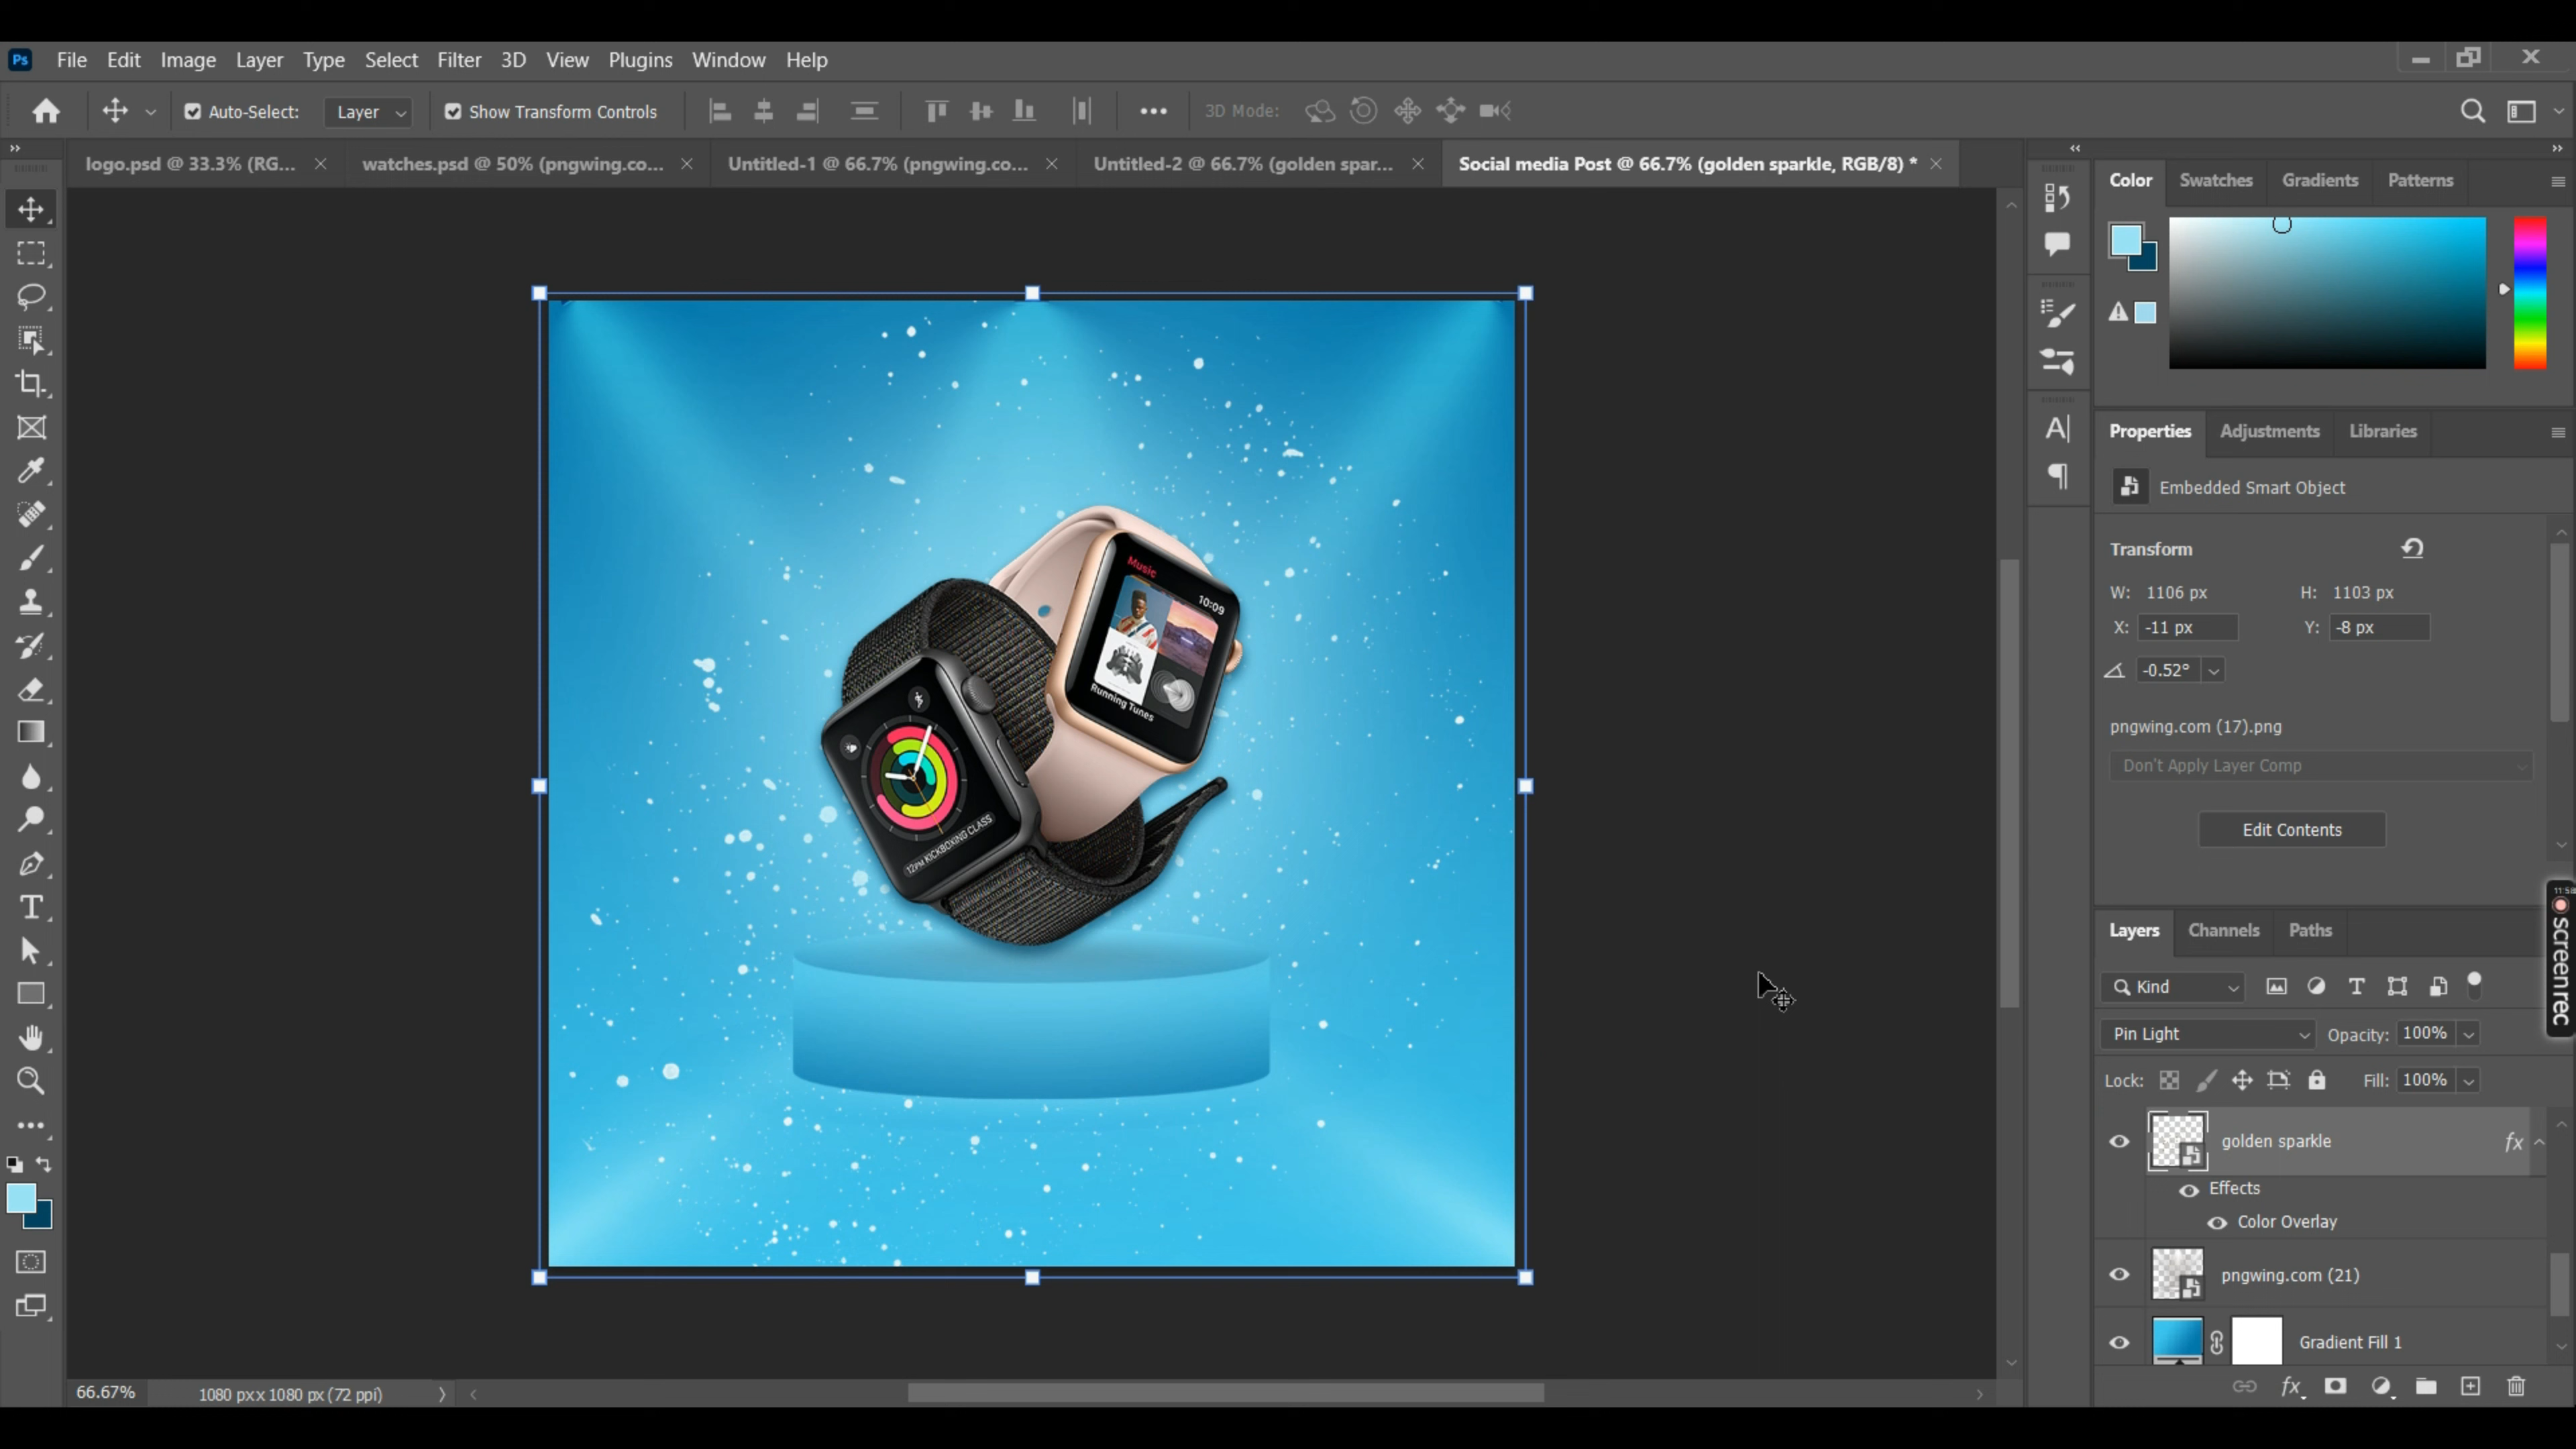 Ps File Edit Image Layer Type Select Filter 3D View Plugins Window Help
Auto-Select: Layer Show Transform Controls 3D Mode:
logo.psd @ 33.3% (RG... watches.psd @ 50% (pngwing.co... Untitled-1 @ 66.7% (pngwing.co... Untitled-2 @ 66.7% (golden spar... Social media Post @ 66.7% (golden sparkle, RGB/8) *
Color Swatches Gradients Patterns
Properties Adjustments Libraries
Embedded Smart Object
Transform
W: 1106 px H: 1103 px
X: -11 px Y: -8 px
-0.52°
pngwing.com (17).png
Don't Apply Layer Comp
Edit Contents
Music
10:09
Running Tunes
12PM KICKBOXING CLASS
screenrec
Layers Channels Paths
Kind
Pin Light Opacity: 100%
Lock: Fill: 100%
golden sparkle fx
Effects
Color Overlay
pngwing.com (21)
Gradient Fill 1
fx
66.67% 1080 px x 1080 px (72 ppi)